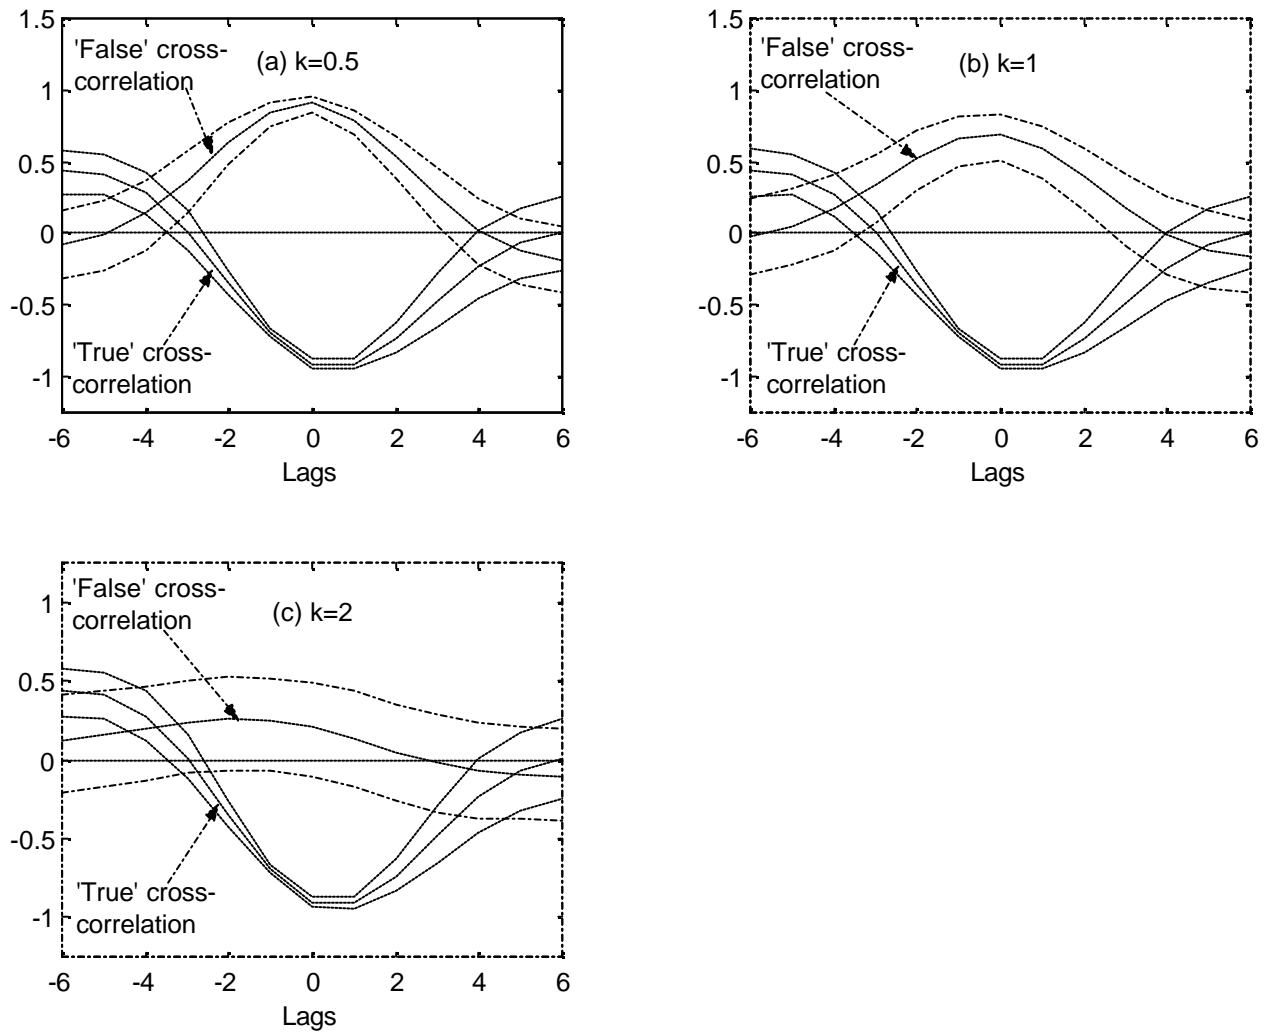 1.5
1
0.5
0
-0.5
-1
'False' cross-
correlation
(a) k=0.5
'True' cross-
correlation
-6 -4 -2 0 2 4 6
Lags
1.5
1
0.5
0
-0.5
-1
'False' cross-
correlation
(b) k=1
'True' cross-
correlation
-6 -4 -2 0 2 4 6
Lags
1
0.5
0
-0.5
-1
'False' cross-
correlation
(c) k=2
'True' cross-
correlation
-6 -4 -2 0 2 4 6
Lags